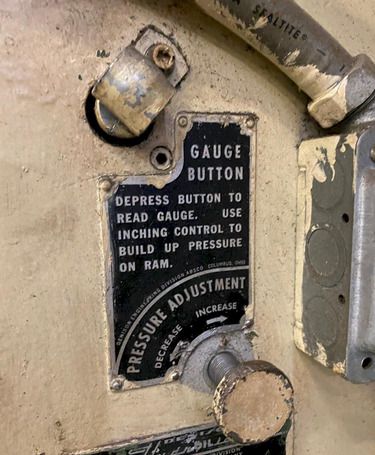 SEALTITE®
GAUGE
BUTTON
DEPRESS BUTTON TO
READ GAUGE. USE
INCHING CONTROL TO
BUILD UP PRESSURE
ON RAM.
DENISON ENGINEERING DIVISION ABSCO COLUMBUS, OHIO
PRESSURE ADJUSTMENT
DECREASE INCREASE